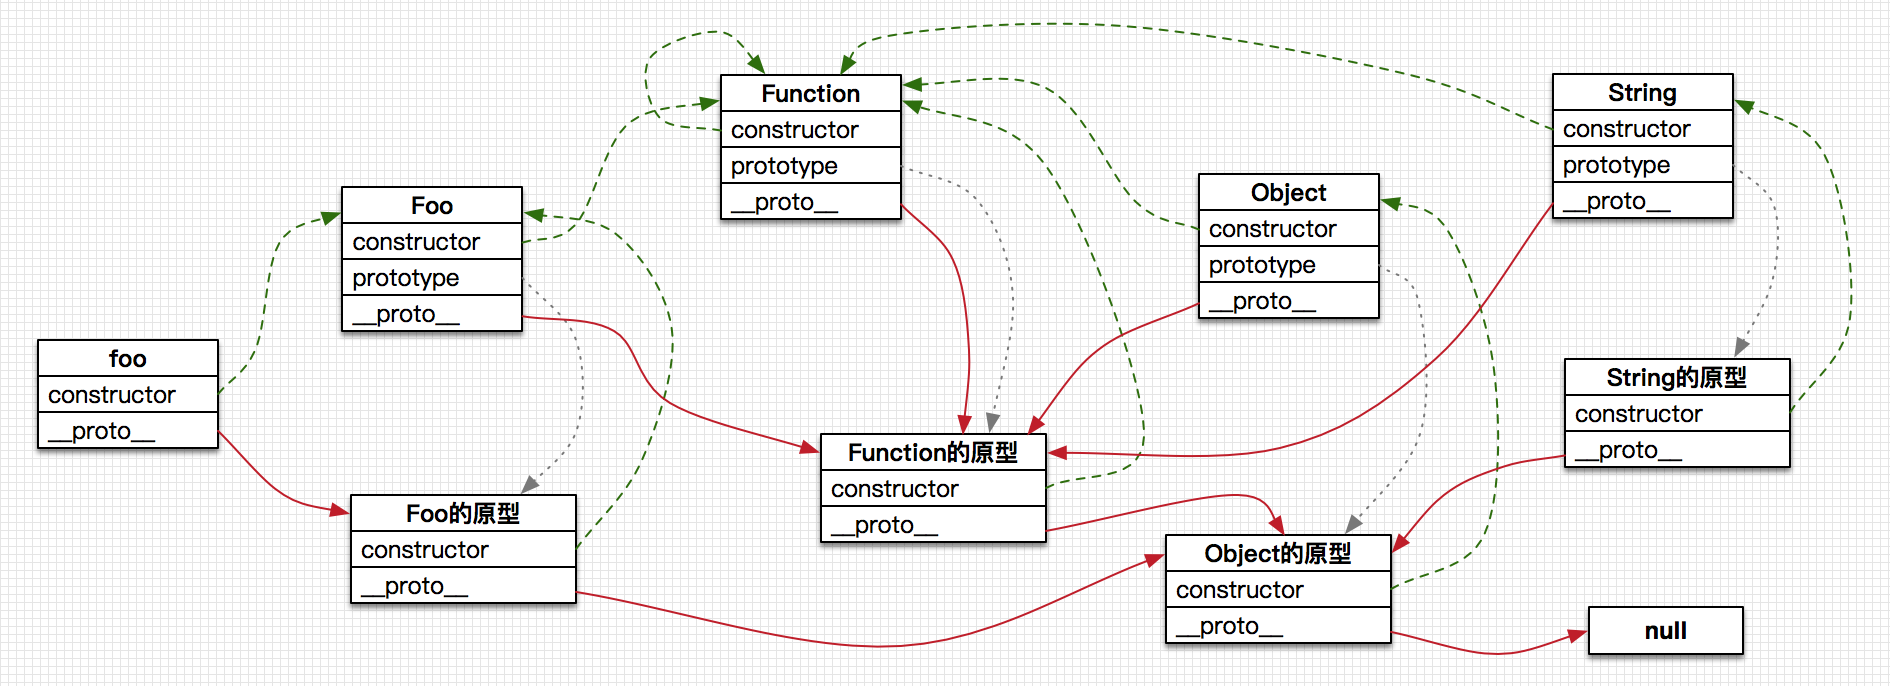 Function
constructor
prototype
__proto__
String
constructor
prototype
__proto__
Object
constructor
prototype
__proto__
Foo
constructor
prototype
__proto__
foo
constructor
__proto__
String的原型
constructor
__proto__
Function的原型
constructor
__proto__
Foo的原型
constructor
__proto__
Object的原型
constructor
__proto__
null